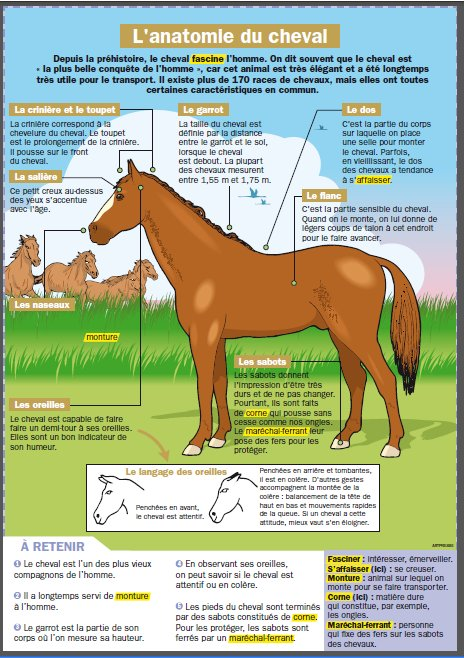 L'anatomie du cheval
Depuis la préhistoire, le cheval fascine l'homme. On dit souvent que le cheval est
« la plus belle conquête de l'homme », car cet animal est très élégant et a été longtemps
très utile pour le transport. Il existe plus de 170 races de chevaux, mais elles ont toutes
certaines caractéristiques en commun.
La crinière et le toupet
La crinière correspond à la
chevelure du cheval. Le toupet
est le prolongement de la crinière.
Il pousse sur le front
du cheval.
Le garrot
La taille du cheval est
définie par la distance
entre le garrot et le sol,
lorsque le cheval
est debout. La plupart
des chevaux mesurent
entre 1,55 m et 1,75 m.
Le dos
C'est la partie du corps
sur laquelle on place
une selle pour monter
le cheval. Parfois,
en vieillissant, le dos
des chevaux a tendance
à s'affaisser.
La salière
Ce petit creux au-dessus
des yeux s'accentue
avec l'âge.
Le flanc
C'est la partie sensible du cheval.
Quand on le monte, on lui donne de
légers coups de talon à cet endroit
pour le faire avancer.
Les naseaux
monture
Les sabots
Les sabots donnent
l'impression d'être très
durs et de ne pas changer.
Pourtant, ils sont faits
de corne qui pousse sans
cesse comme nos ongles.
Le maréchal-ferrant leur
pose des fers pour les
protéger.
Les oreilles
Le cheval est capable de faire
faire un demi-tour à ses oreilles.
Elles sont un bon indicateur de
son humeur.
Le langage des oreilles
Penchées en avant,
le cheval est attentif.
Penchées en arrière et tombantes,
il est en colère. D'autres gestes
accompagnent la montée de la
colère : balancement de la tête de
haut en bas et mouvements rapides
de la queue. Si un cheval a cette
attitude, mieux vaut s'en éloigner.
À RETENIR
1 Le cheval est l'un des plus vieux
compagnons de l'homme.
2 Il a longtemps servi de monture
à l'homme.
3 Le garrot est la partie de son
corps où l'on mesure sa hauteur.
4 En observant ses oreilles,
on peut savoir si le cheval est
attentif ou en colère.
5 Les pieds du cheval sont terminés
par des sabots constitués de corne.
Pour les protéger, les sabots sont
ferrés par un maréchal-ferrant.
Fasciner : intéresser, émerveiller.
S'affaisser (ici) : se creuser.
Monture : animal sur lequel on
monte pour se faire transporter.
Corne (ici) : matière dure
qui constitue, par exemple,
les ongles.
Maréchal-ferrant : personne
qui fixe des fers sur les sabots
des chevaux.